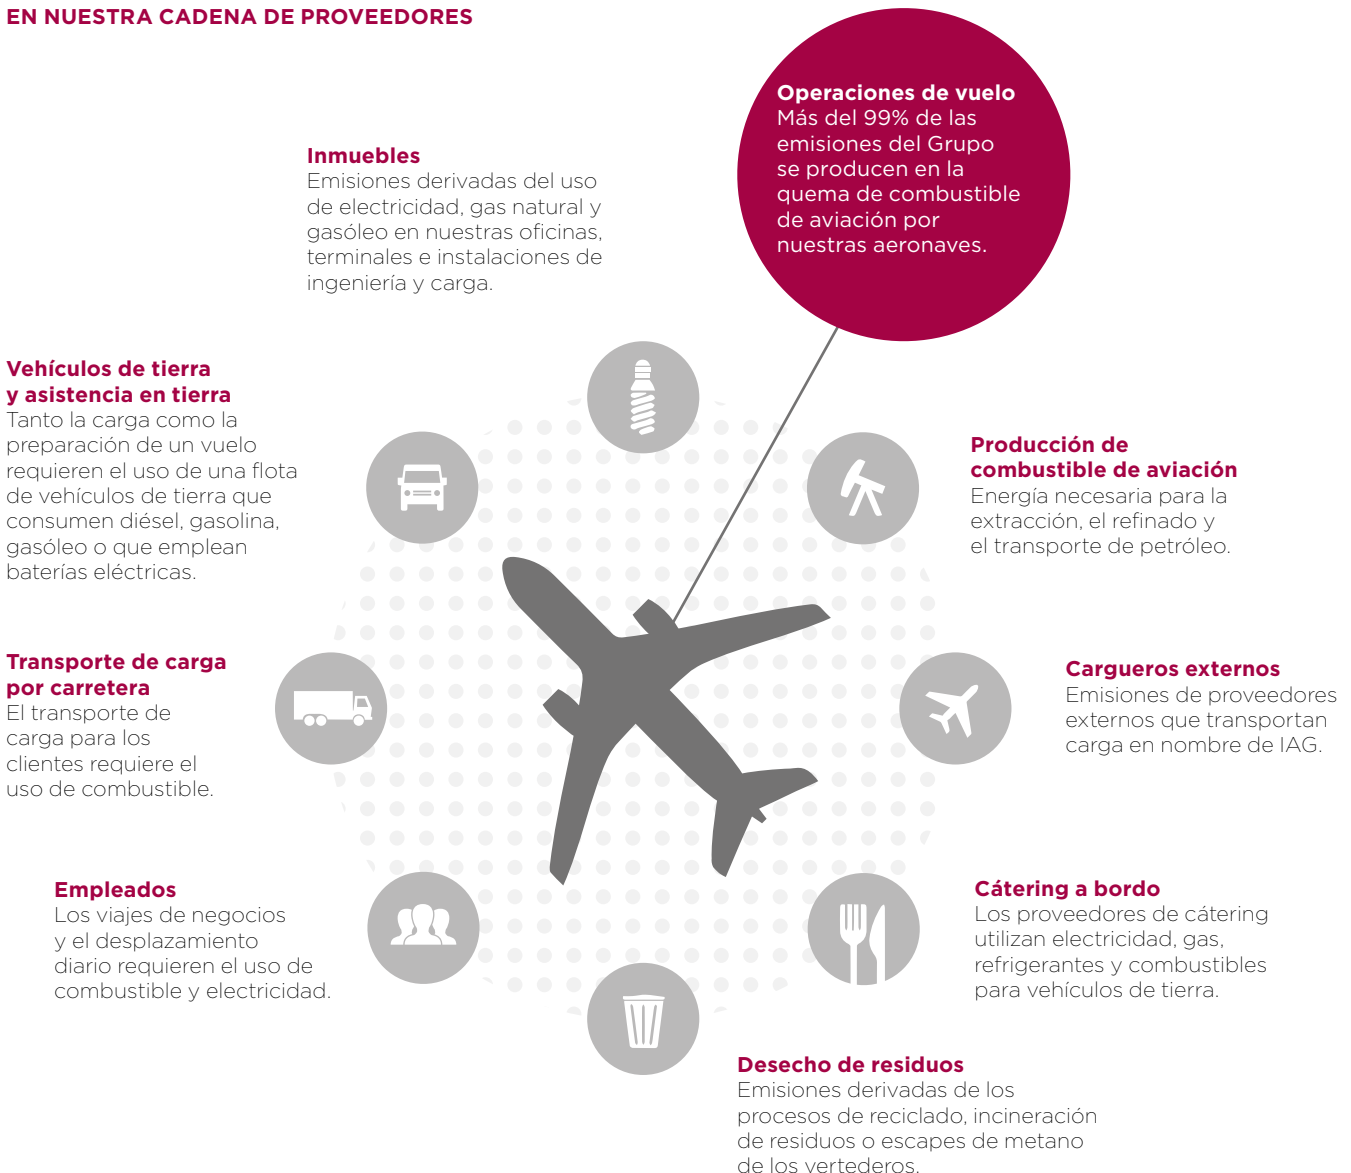 EN NUESTRA CADENA DE PROVEEDORES
Operaciones de vuelo
Más del 99% de las
emisiones del Grupo
se producen en la
quema de combustible
de aviación por
nuestras aeronaves.
Inmuebles
Emisiones derivadas del uso
de electricidad, gas natural y
gasóleo en nuestras oficinas,
terminales e instalaciones de
ingeniería y carga.
Vehículos de tierra
y asistencia en tierra
Tanto la carga como la
preparación de un vuelo
requieren el uso de una flota
de vehículos de tierra que
consumen diésel, gasolina,
gasóleo o que emplean
baterías eléctricas.
Producción de
combustible de aviación
Energía necesaria para la
extracción, el refinado y
el transporte de petróleo.
Transporte de carga
por carretera
El transporte de
carga para los
clientes requiere el
uso de combustible.
Cargueros externos
Emisiones de proveedores
externos que transportan
carga en nombre de IAG.
Empleados
Los viajes de negocios
y el desplazamiento
diario requieren el uso de
combustible y electricidad.
Cátering a bordo
Los proveedores de cátering
utilizan electricidad, gas,
refrigerantes y combustibles
para vehículos de tierra.
Desecho de residuos
Emisiones derivadas de los
procesos de reciclado, incineración
de residuos o escapes de metano
de los vertederos.